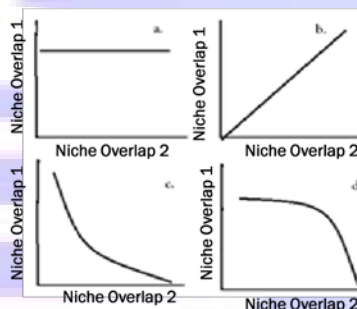 Niche Overlap 1
a.
Niche Overlap 2
Niche Overlap 1
b.
Niche Overlap 2
Niche Overlap 1
c.
Niche Overlap 2
Niche Overlap 1
d
Niche Overlap 2